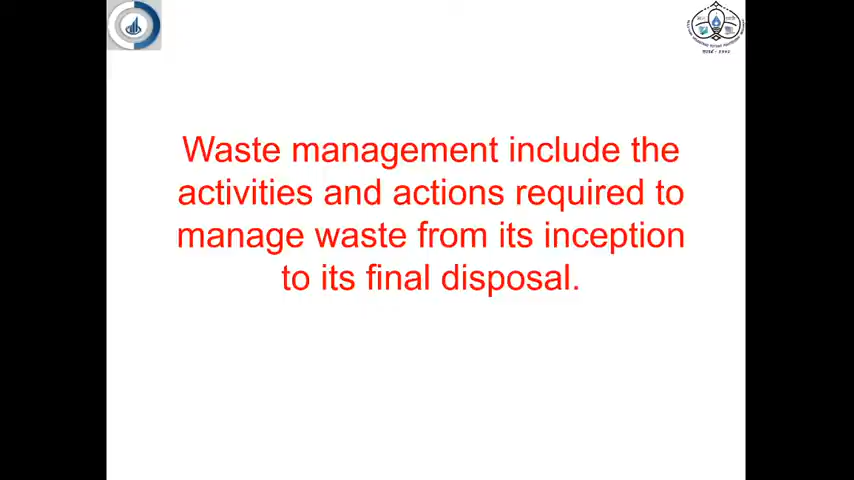 Waste management include the
activities and actions required to
manage waste from its inception
to its final disposal.